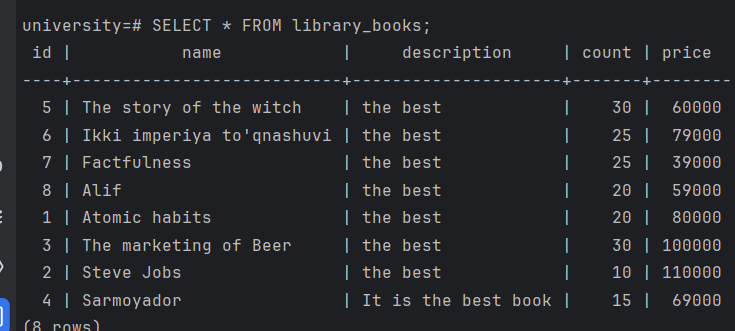 university=# SELECT * FROM library_books;
 id |           name            |     description     | count | price
----+---------------------------+---------------------+-------+--------
  5 | The story of the witch    | the best            |    30 |  60000
  6 | Ikki imperiya to'qnashuvi | the best            |    25 |  79000
  7 | Factfulness               | the best            |    25 |  39000
  8 | Alif                      | the best            |    20 |  59000
  1 | Atomic habits             | the best            |    20 |  80000
  3 | The marketing of Beer     | the best            |    30 | 100000
  2 | Steve Jobs                | the best            |    10 | 110000
  4 | Sarmoyador                | It is the best book |    15 |  69000
(8 rows)